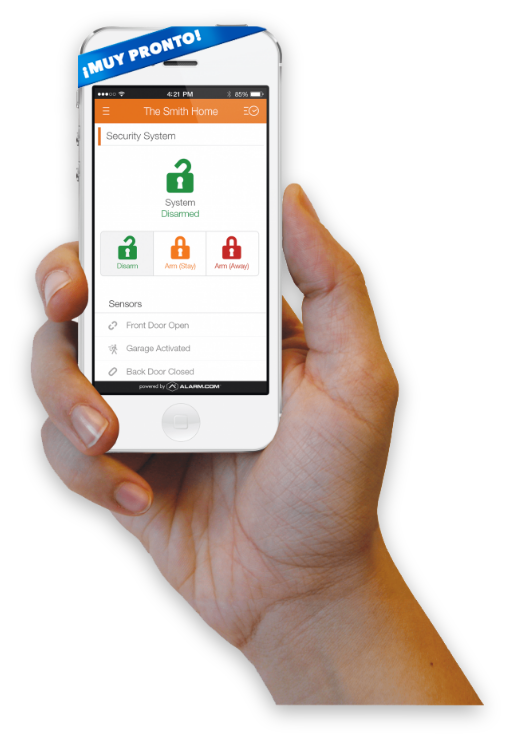 ¡MUY PRONTO!
4:21 PM 85%
The Smith Home
Security System
System
Disarmed
Disarm Arm (Stay) Arm (Away)
Sensors
Front Door Open
Garage Activated
Back Door Closed
powered by ALARM.COM